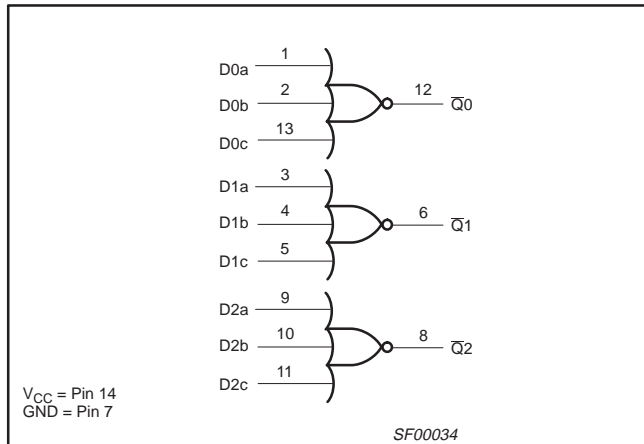 1
D0a
2
12
D0b
Q̅0
13
D0c
3
D1a
4
6
D1b
Q̅1
5
D1c
9
D2a
10
8
D2b
Q̅2
11
D2c
VCC = Pin 14
GND = Pin 7
SF00034